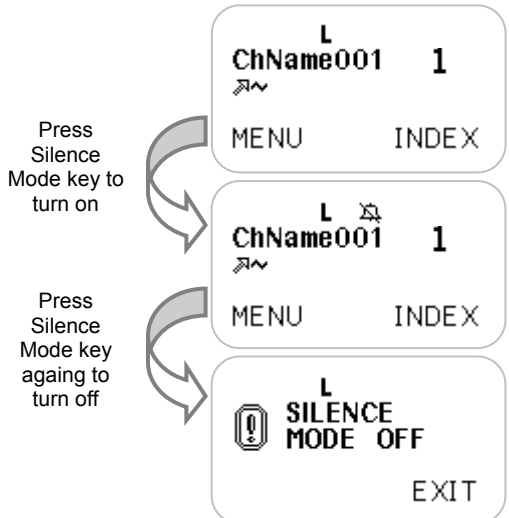 L
ChName001 1
MENU INDEX
Press
Silence
Mode key to
turn on
L
ChName001 1
MENU INDEX
Press
Silence
Mode key
againg to
turn off
L
SILENCE
MODE OFF
EXIT